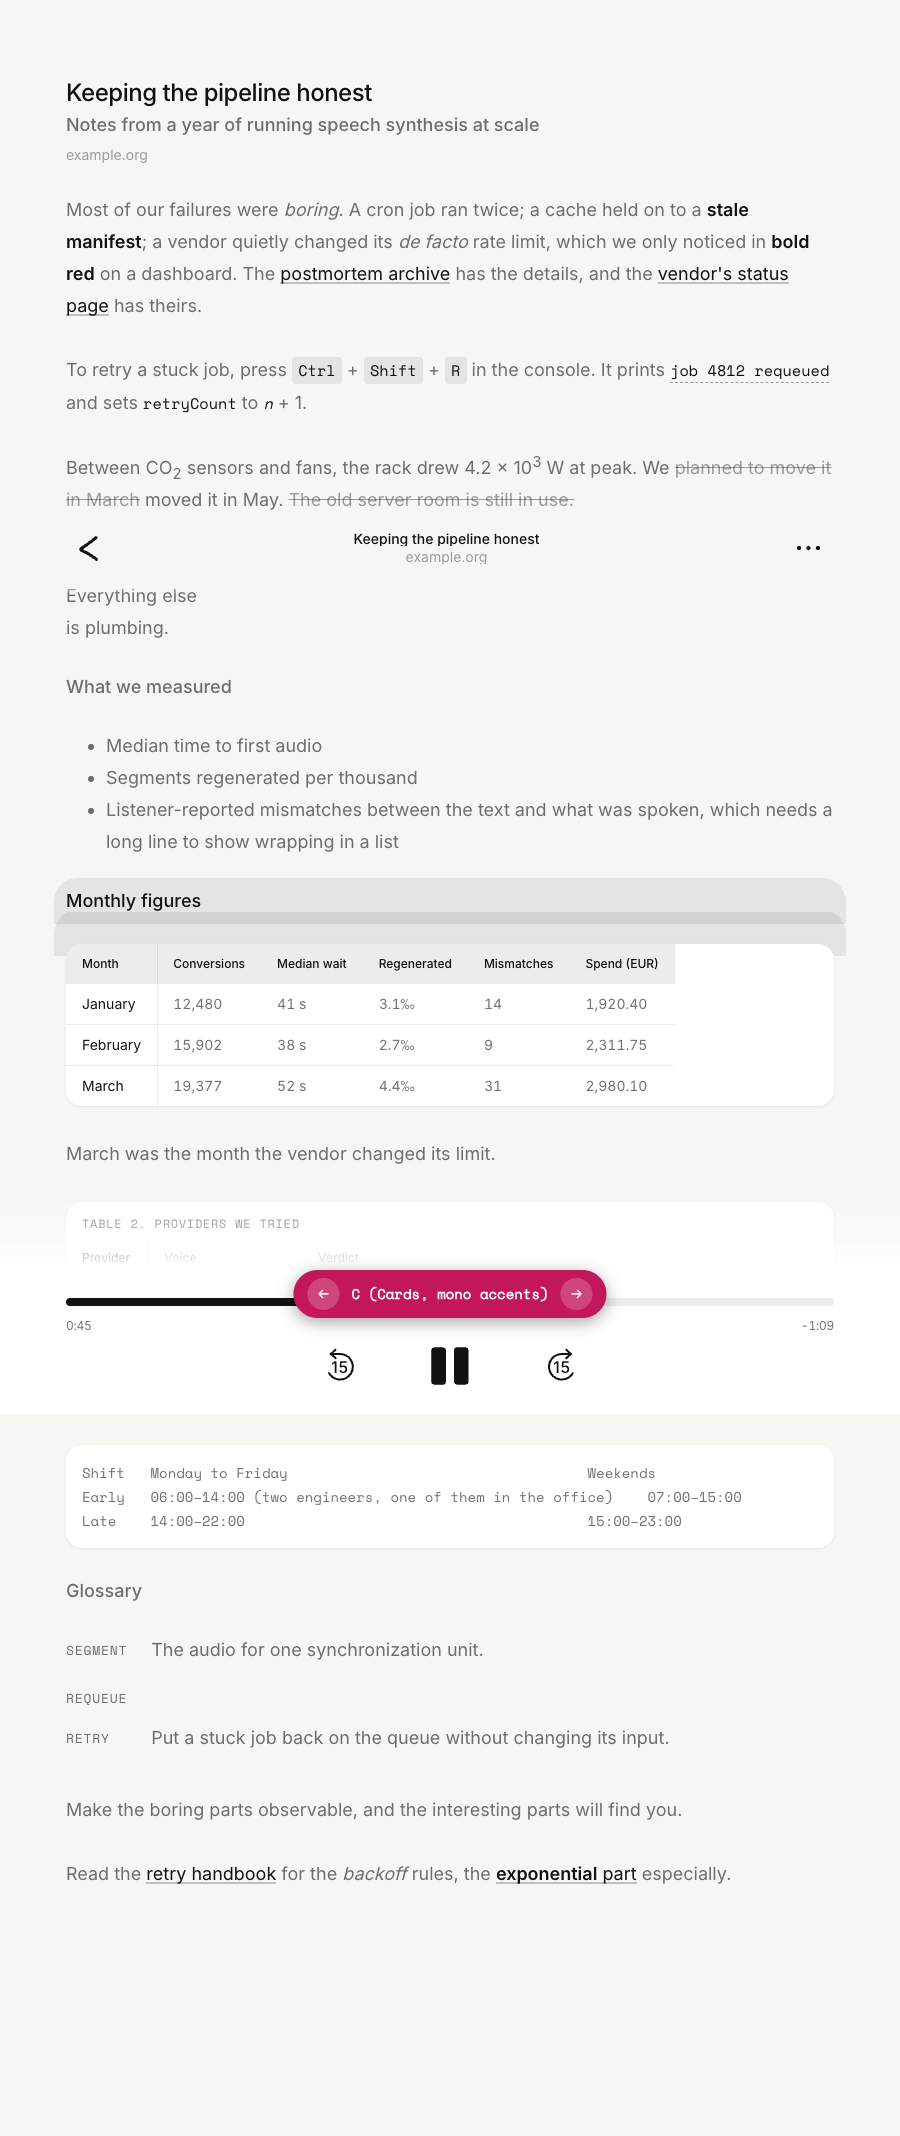 Keeping the pipeline honest
Notes from a year of running speech synthesis at scale
example.org
Most of our failures were boring. A cron job ran twice; a cache held on to a stale
manifest; a vendor quietly changed its de facto rate limit, which we only noticed in bold
red on a dashboard. The postmortem archive has the details, and the vendor's status
page has theirs.
To retry a stuck job, press Ctrl + Shift + R in the console. It prints job 4812 requeued
and sets retryCount to n + 1.
Between CO2 sensors and fans, the rack drew 4.2 × 10³ W at peak. We planned to move it
in March moved it in May. The old server room is still in use.
Keeping the pipeline honest
example.org
Everything else
is plumbing.
What we measured
• Median time to first audio
• Segments regenerated per thousand
• Listener-reported mismatches between the text and what was spoken, which needs a
long line to show wrapping in a list
Monthly figures
Month Conversions Median wait Regenerated Mismatches Spend (EUR)
January 12,480 41 s 3.1‰ 14 1,920.40
February 15,902 38 s 2.7‰ 9 2,311.75
March 19,377 52 s 4.4‰ 31 2,980.10
March was the month the vendor changed its limit.
TABLE 2. PROVIDERS WE TRIED
Provider Voice Verdict
← C (Cards, mono accents) →
0:45 -1:09
15 15
Shift Monday to Friday Weekends
Early 06:00–14:00 (two engineers, one of them in the office) 07:00–15:00
Late 14:00–22:00 15:00–23:00
Glossary
SEGMENT The audio for one synchronization unit.
REQUEUE
RETRY Put a stuck job back on the queue without changing its input.
Make the boring parts observable, and the interesting parts will find you.
Read the retry handbook for the backoff rules, the exponential part especially.